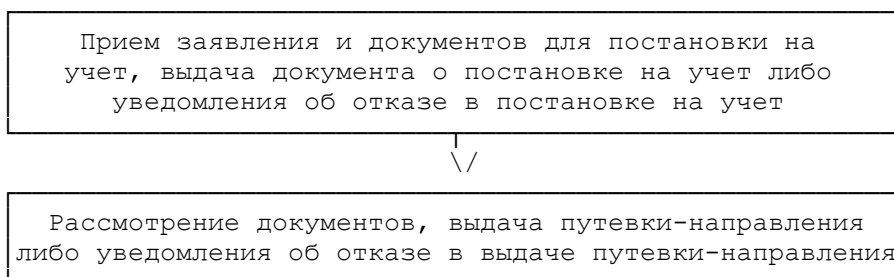 Прием заявления и документов для постановки на
учет, выдача документа о постановке на учет либо
уведомления об отказе в постановке на учет
\/
Рассмотрение документов, выдача путевки-направления
либо уведомления об отказе в выдаче путевки-направления